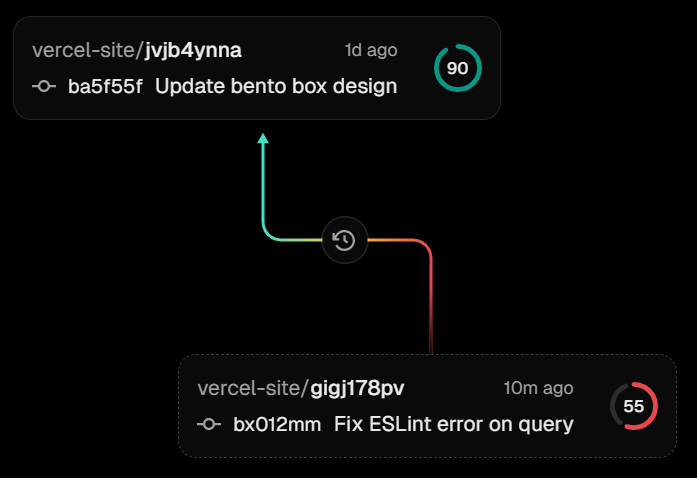 vercel-site/jvjb4ynna 1d ago
90
ba5f55f Update bento box design
vercel-site/gigj178pv 10m ago
55
bx012mm Fix ESLint error on query